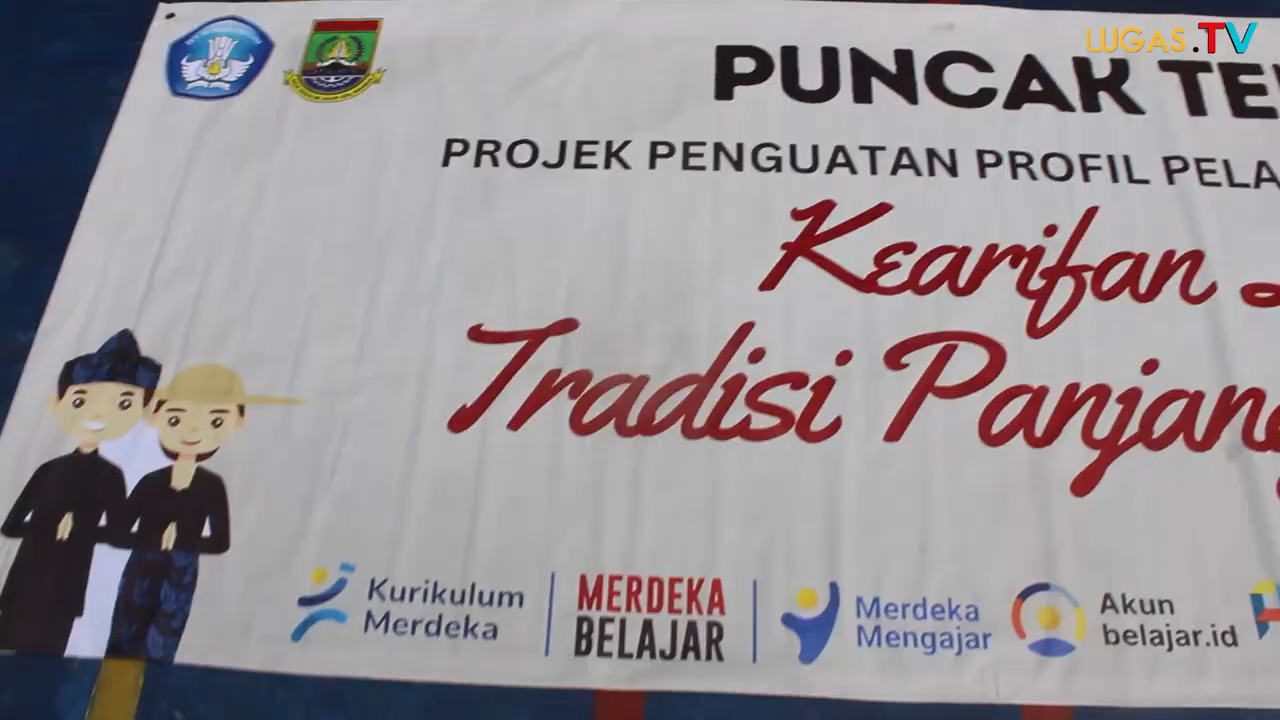 LUGAS.TV
PUNCAK TE
PROJEK PENGUATAN PROFIL PELA
Kearifan
Tradisi Panjang
Kurikulum
Merdeka
MERDEKA
BELAJAR
Merdeka
Mengajar
Akun
belajar.id